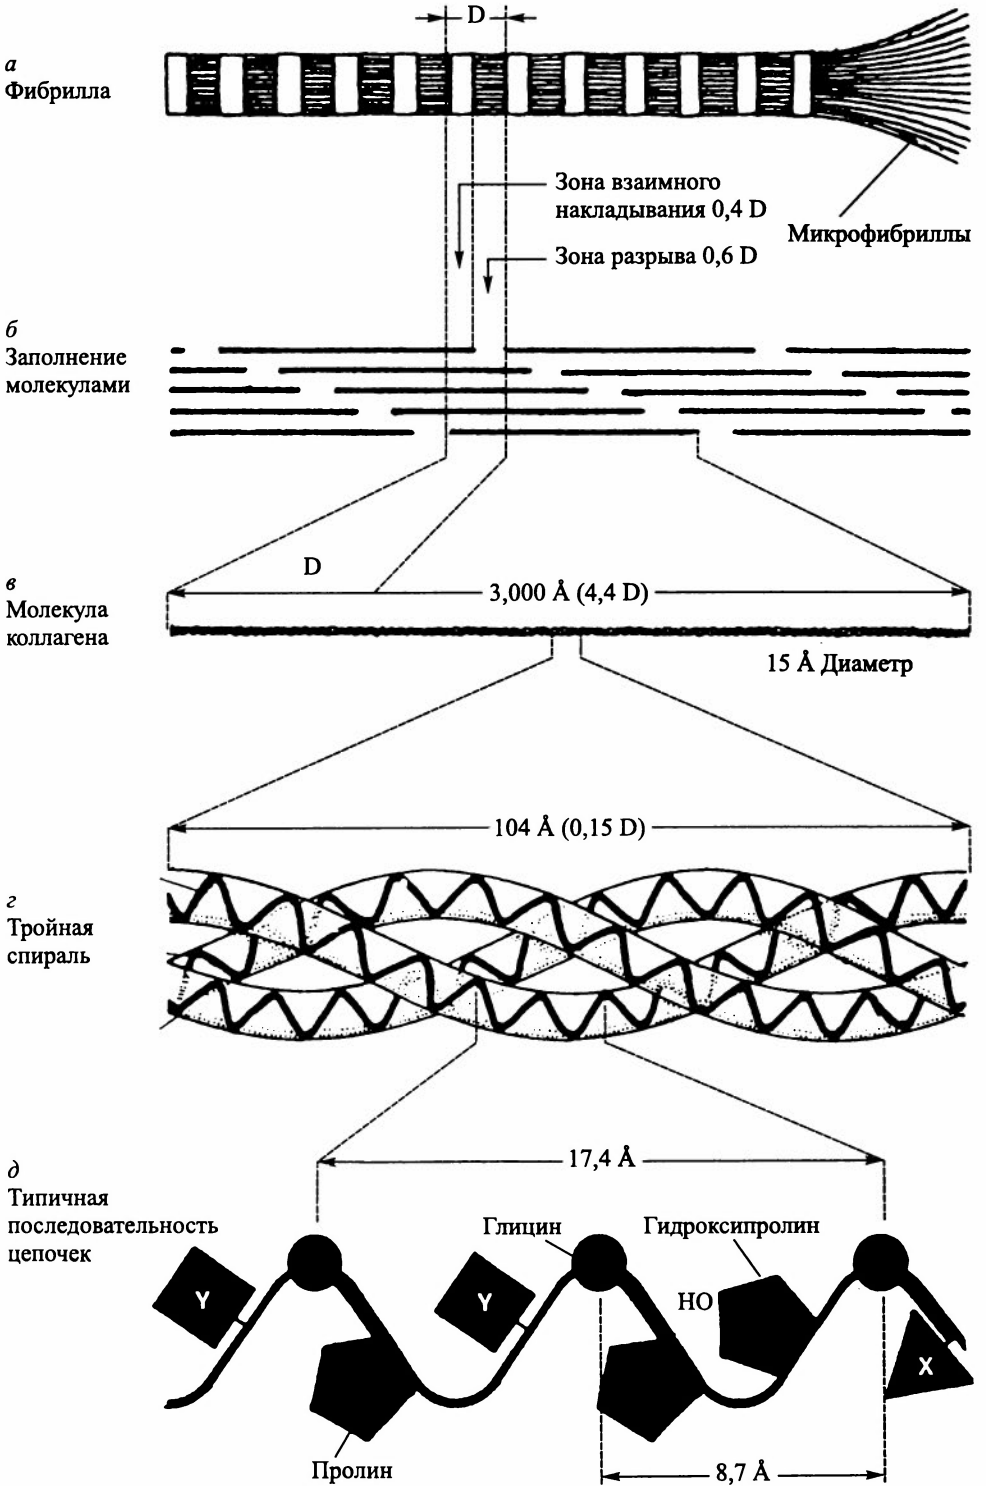 D
а
Фибрилла
Зона взаимного
накладывания 0,4 D
Микрофибриллы
Зона разрыва 0,6 D
б
Заполнение
молекулами
D
в
Молекула
коллагена
3,000 Å (4,4 D)
15 Å Диаметр
104 Å (0,15 D)
г
Тройная
спираль
17,4 Å
д
Типичная
последовательность
цепочек
Глицин
Гидроксипролин
Y
Y
НО
X
Пролин
8,7 Å